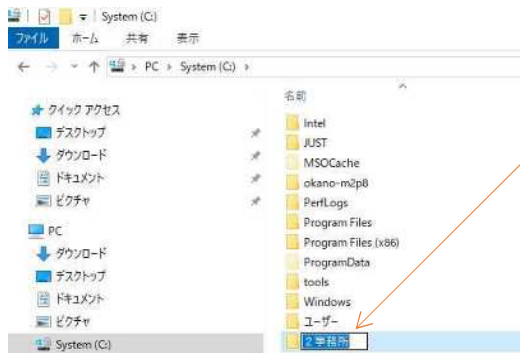 System (C:)
ファイル ホーム 共有 表示
PC › System (C:) ›
クイック アクセス
デスクトップ
ダウンロード
ドキュメント
ピクチャ
PC
ダウンロード
デスクトップ
ドキュメント
ピクチャ
System (C:)
名前
Intel
JUST
MSOCache
okano-m2p8
PerfLogs
Program Files
Program Files (x86)
ProgramData
tools
Windows
ユーザー
２事務所